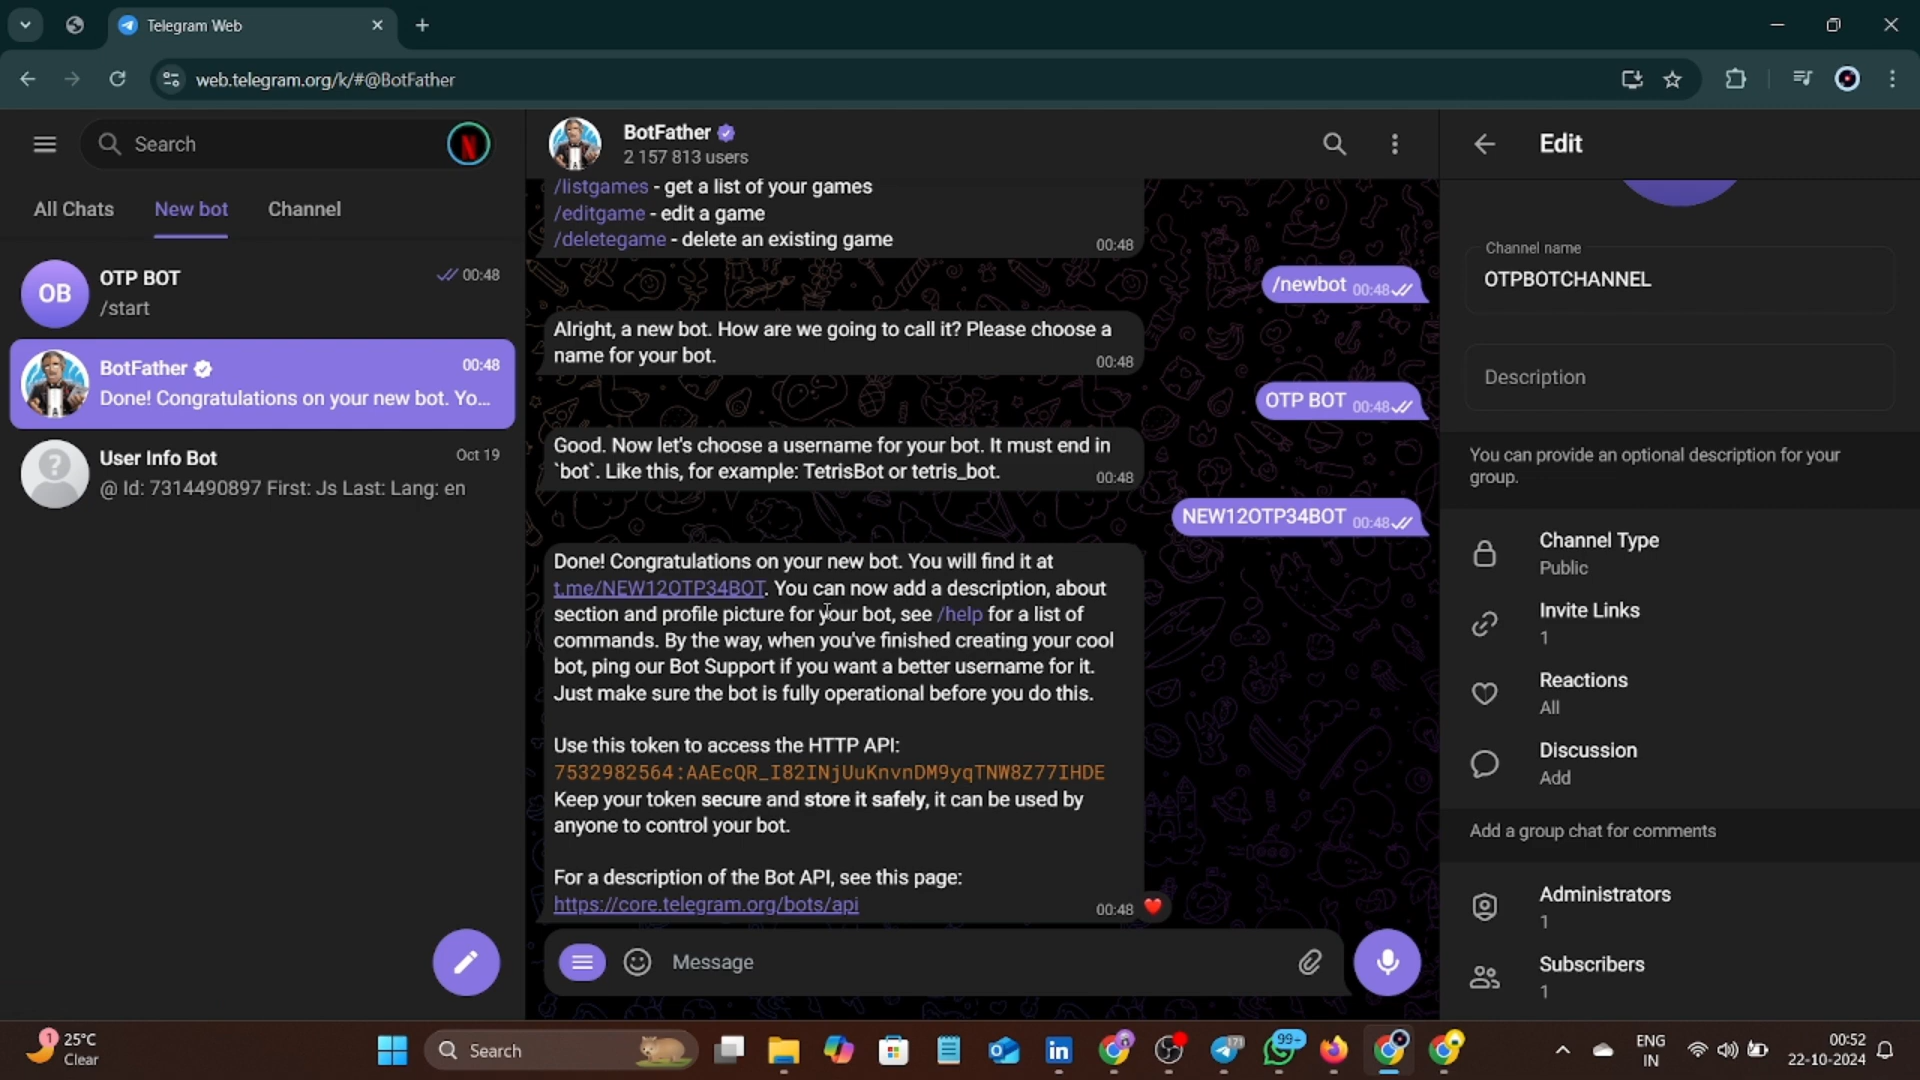 Telegram Web
web.telegram.org/k/#@BotFather
Search
N
All Chats
New bot
Channel
OB
OTP BOT
00:48
/start
BotFather
00:48
Done! Congratulations on your new bot. Yo...
?
User Info Bot
Oct 19
@ Id: 7314490897 First: Js Last: Lang: en
BotFather
2 157 813 users
/listgames - get a list of your games
/editgame - edit a game
/deletegame - delete an existing game
00:48
/newbot 00:48
Alright, a new bot. How are we going to call it? Please choose a
name for your bot.
00:48
OTP BOT 00:48
Good. Now let's choose a username for your bot. It must end in
`bot`. Like this, for example: TetrisBot or tetris_bot.
00:48
NEW12OTP34BOT 00:48
Done! Congratulations on your new bot. You will find it at
t.me/NEW12OTP34BOT. You can now add a description, about
section and profile picture for your bot, see /help for a list of
commands. By the way, when you've finished creating your cool
bot, ping our Bot Support if you want a better username for it.
Just make sure the bot is fully operational before you do this.
Use this token to access the HTTP API:
7532982564:AAEcQR_I82INjUuKnvnDM9yqTNW8Z77IHDE
Keep your token secure and store it safely, it can be used by
anyone to control your bot.
For a description of the Bot API, see this page:
https://core.telegram.org/bots/api
00:48
Message
Edit
Channel name
OTPBOTCHANNEL
Description
You can provide an optional description for your
group.
Channel Type
Public
Invite Links
1
Reactions
All
Discussion
Add
Add a group chat for comments
Administrators
1
Subscribers
1
1
25°C
Clear
Search
in
171
99+
ENG
IN
00:52
22-10-2024